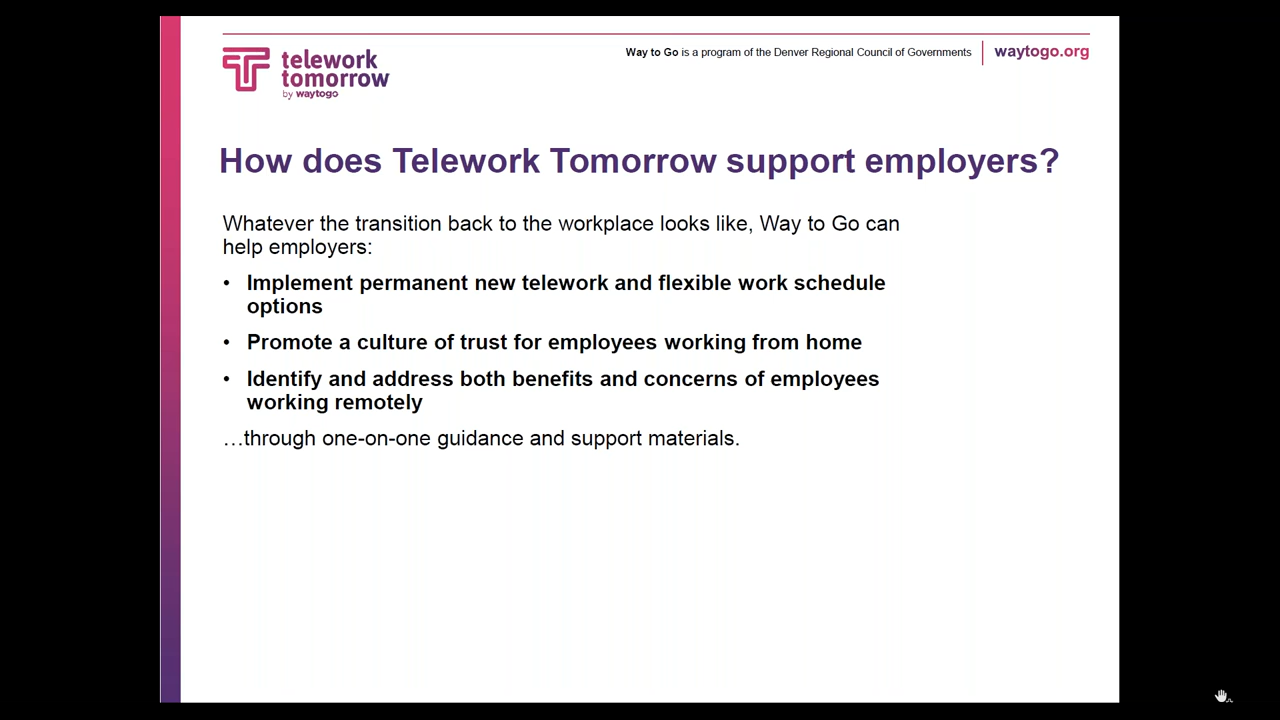 telework
tomorrow
by waytogo
Way to Go is a program of the Denver Regional Council of Governments
waytogo.org
How does Telework Tomorrow support employers?
Whatever the transition back to the workplace looks like, Way to Go can
help employers:
• Implement permanent new telework and flexible work schedule
options
• Promote a culture of trust for employees working from home
• Identify and address both benefits and concerns of employees
working remotely
…through one-on-one guidance and support materials.